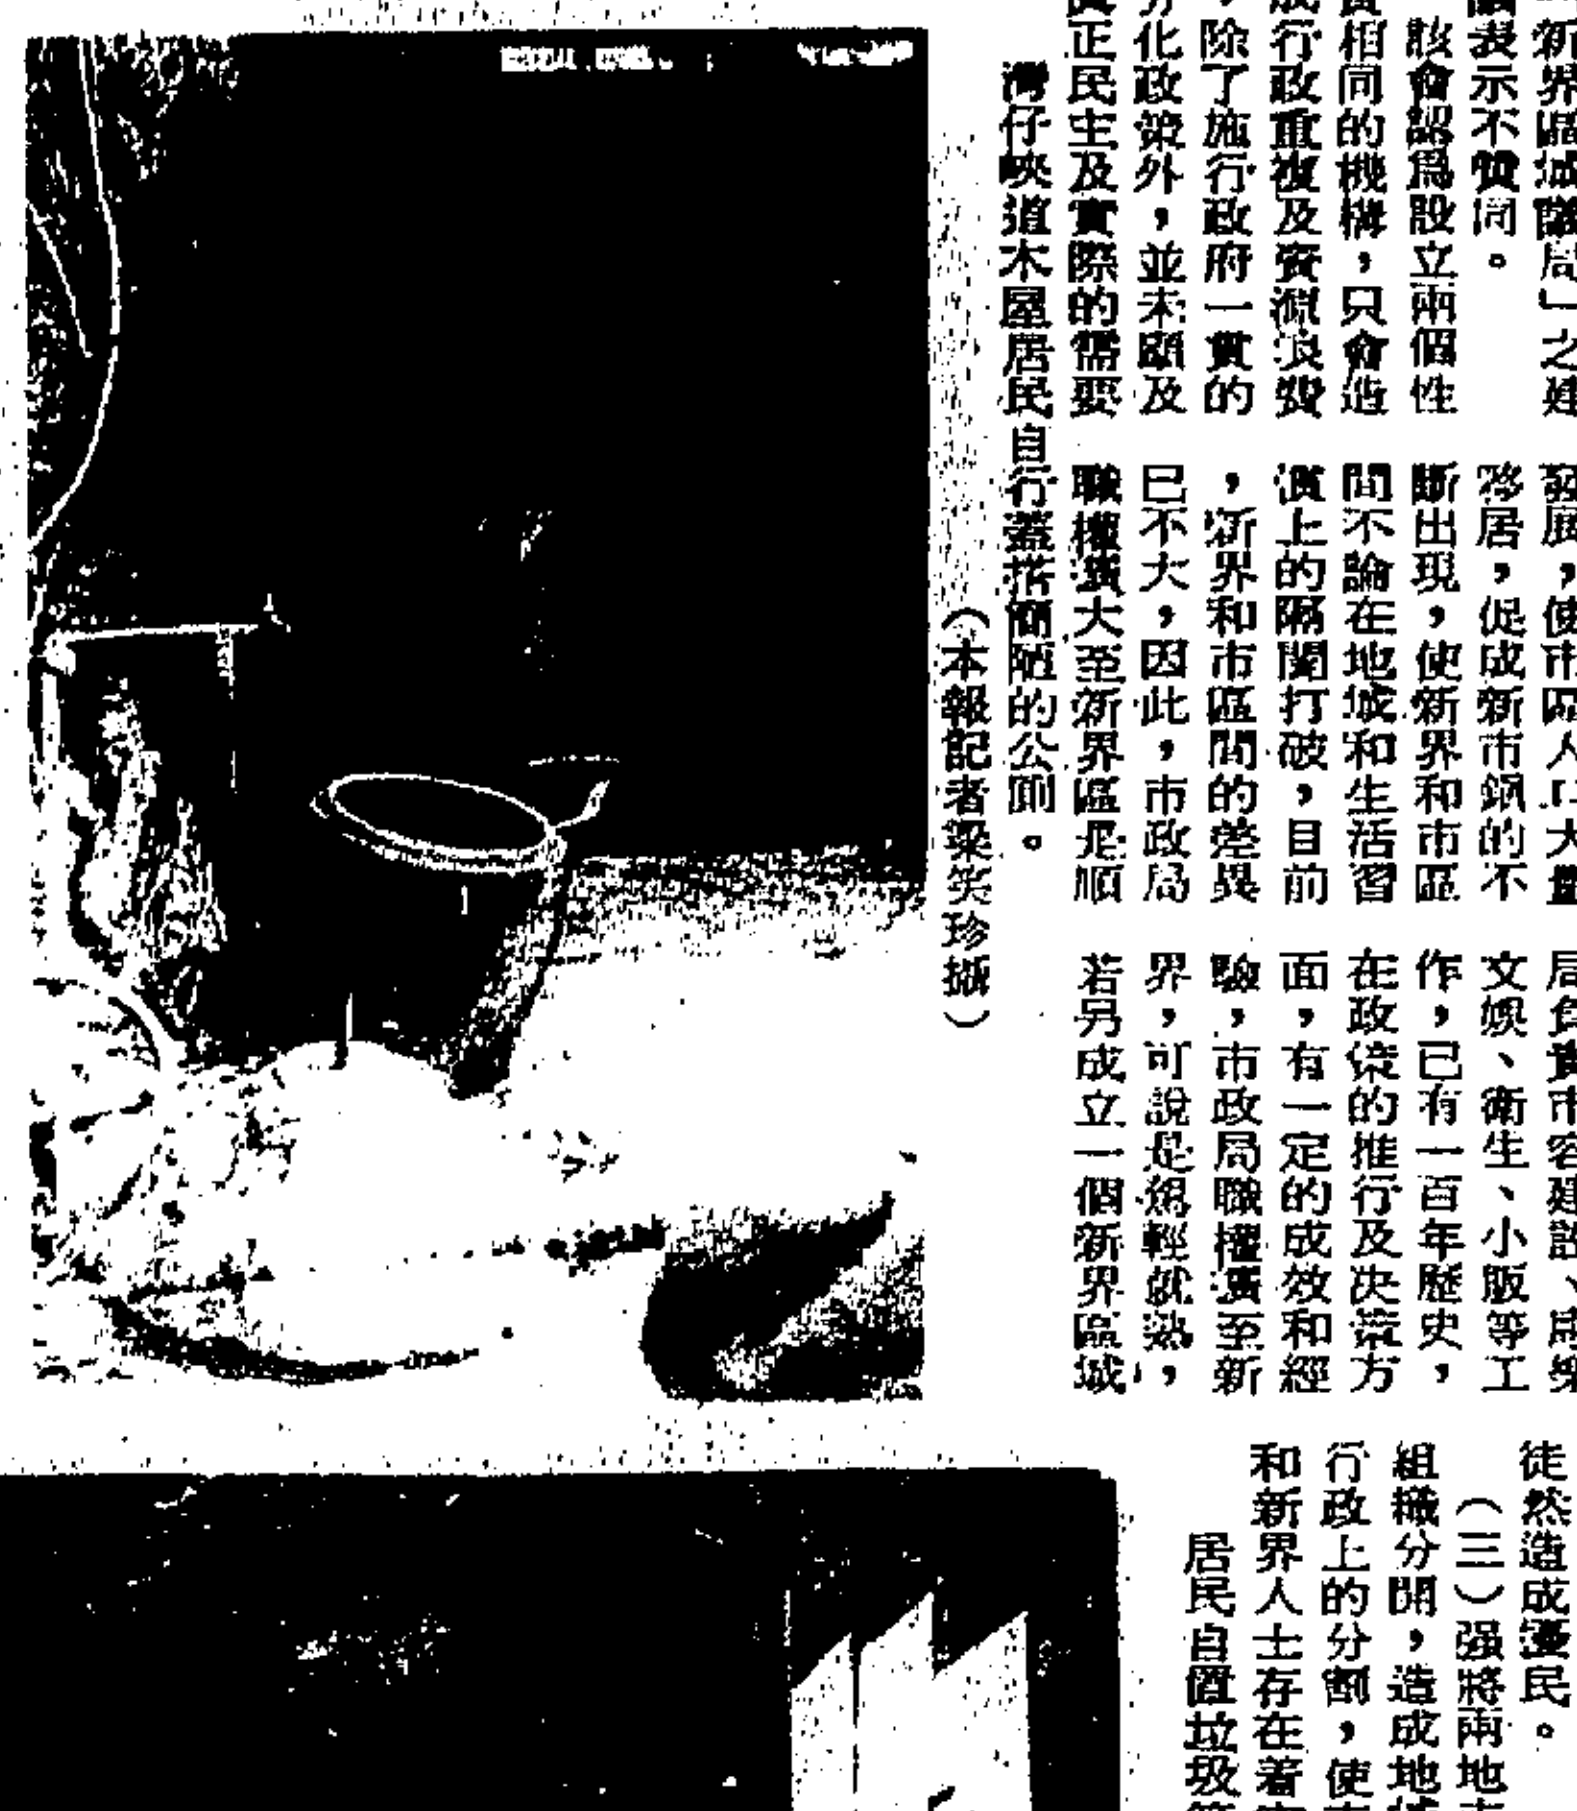 新界區域議局」之建
議表示不贊同。
該會認爲設立兩個性
質相同的機構，只會造
成行政重複及資源浪費
，除了施行政府一貫的
分化政策外，並未顧及
眞正民主及實際的需要
發展，使市區人口大量
移居，促成新市鎭的不
斷出現，使新界和市區
間不論在地域和生活習
慣上的隔閡打破，目前
，新界和市區間的差異
已不大，因此，市政局
職權擴大至新界區是順
局負責市容建設、康樂
文娛、衞生、小販等工
作，已有一百年歷史，
在政策的推行及决策方
面，有一定的成效和經
驗，市政局職權擴至新
界，可說是駕輕就熟，
若另成立一個新界區域
徒然造成擾民。
（三）强將兩地
組織分開，造成地域
行政上的分割，使
和新界人士存在着
灣仔峽道木屋居民自行蓋搭簡陋的公厠。
（本報記者梁笑珍攝）
居民自置垃圾